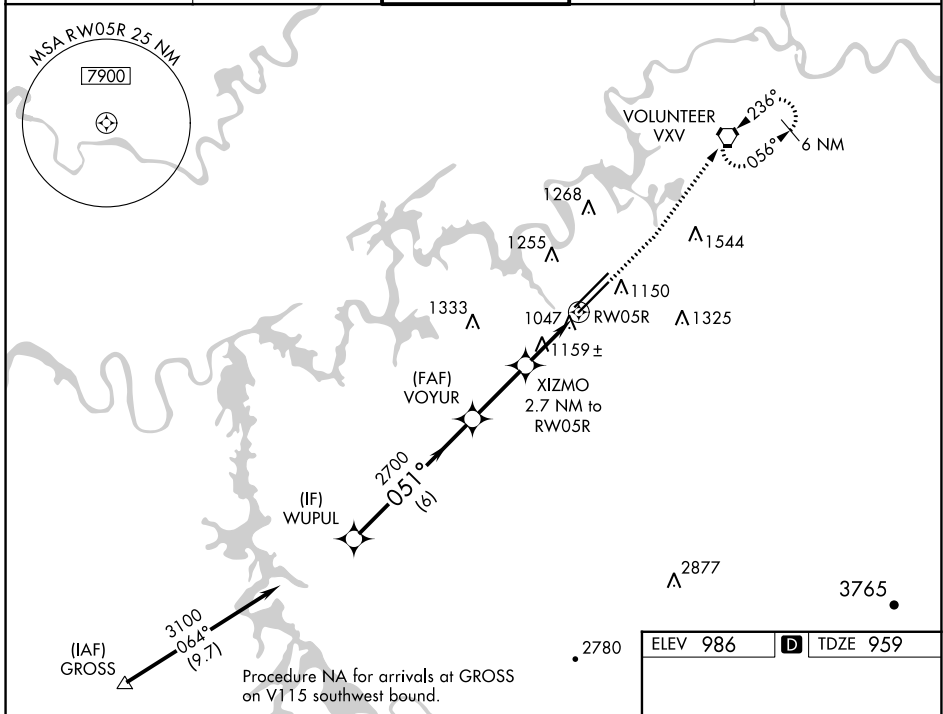 MSA RW05R 25 NM
7900
VOLUNTEER
VXV
236°
056°
6 NM
1268
1255
1544
1150
1333
1047
RW05R
1325
1159 ±
(FAF)
VOYUR
XIZMO
2.7 NM to
RW05R
2700
051°
(6)
(IF)
WUPUL
2877
3765
3100
064°
(9.7)
(IAF)
GROSS
2780
Procedure NA for arrivals at GROSS
on V115 southwest bound.
ELEV 986 D TDZE 959